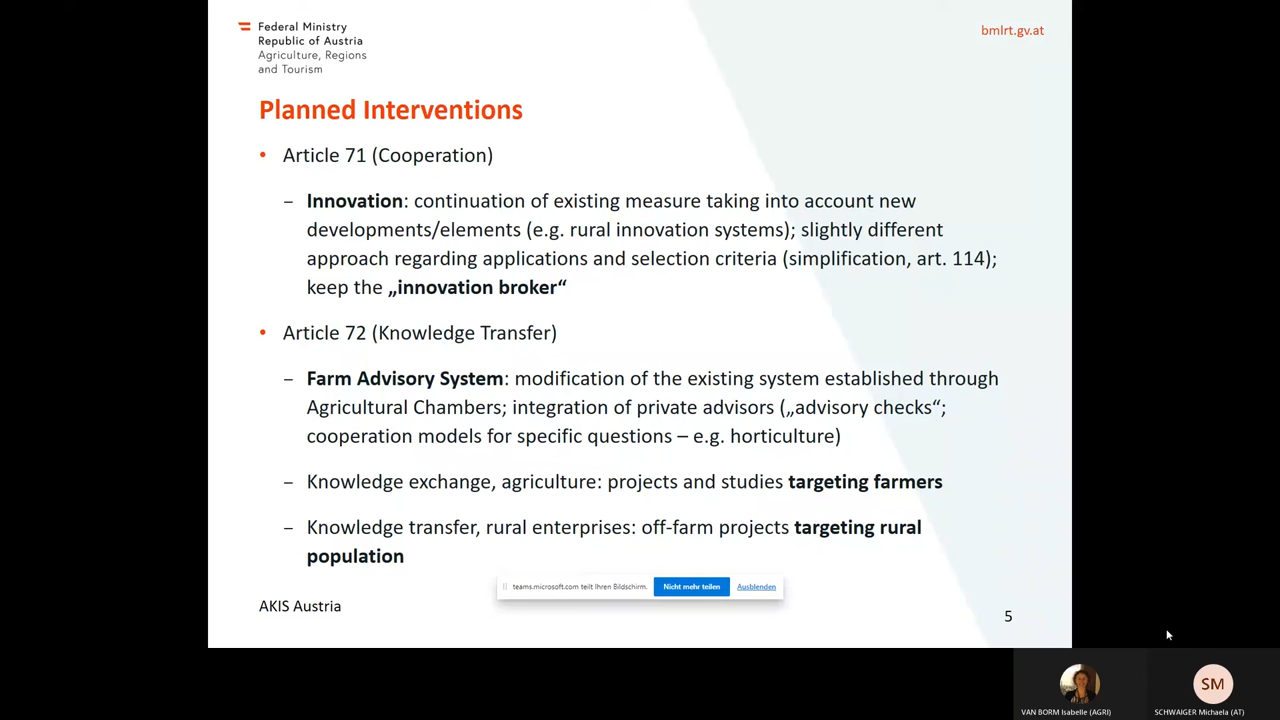 Federal Ministry
Republic of Austria
Agriculture, Regions
and Tourism
bmlrt.gv.at
Planned Interventions
• Article 71 (Cooperation)
– Innovation: continuation of existing measure taking into account new
developments/elements (e.g. rural innovation systems); slightly different
approach regarding applications and selection criteria (simplification, art. 114);
keep the „innovation broker“
• Article 72 (Knowledge Transfer)
– Farm Advisory System: modification of the existing system established through
Agricultural Chambers; integration of private advisors („advisory checks“;
cooperation models for specific questions – e.g. horticulture)
– Knowledge exchange, agriculture: projects and studies targeting farmers
– Knowledge transfer, rural enterprises: off-farm projects targeting rural
population
teams.microsoft.com teilt Ihren Bildschirm. Nicht mehr teilen Ausblenden
AKIS Austria
5
SM
VAN BORM Isabelle (AGRI)
SCHWAIGER Michaela (AT)